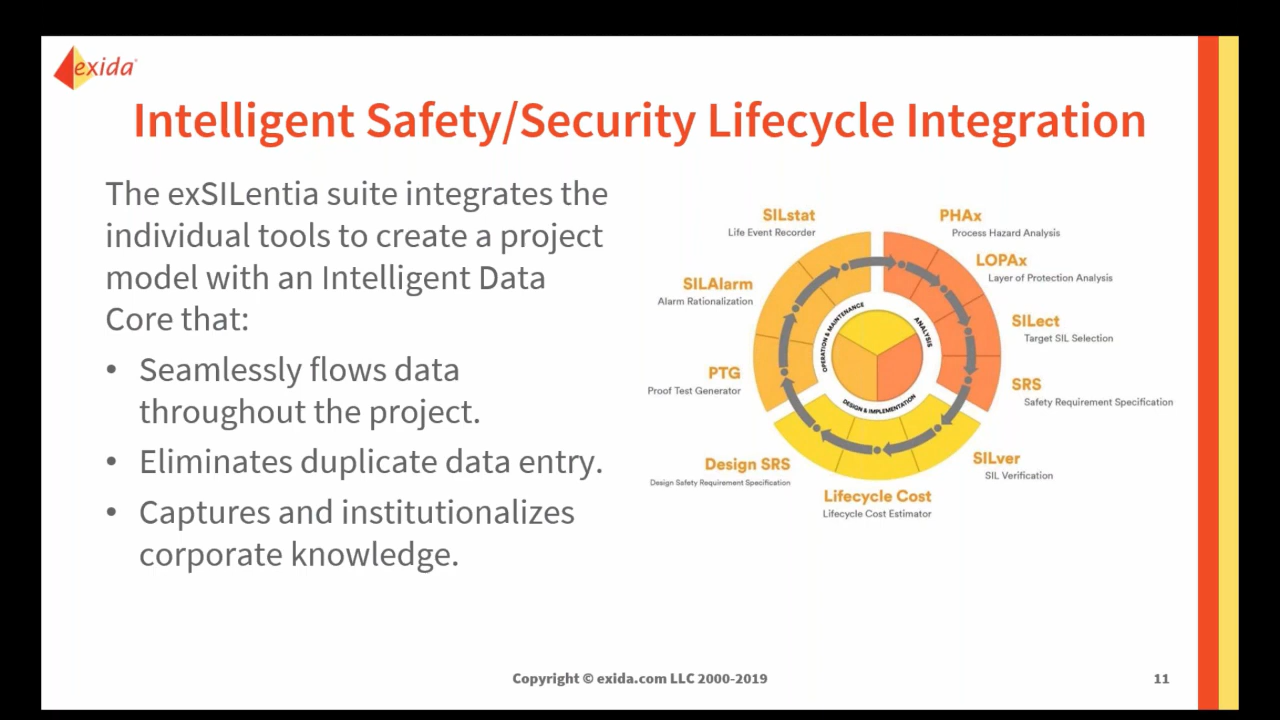 exida
Intelligent Safety/Security Lifecycle Integration
The exSILentia suite integrates the
individual tools to create a project
model with an Intelligent Data
Core that:
• Seamlessly flows data
throughout the project.
• Eliminates duplicate data entry.
• Captures and institutionalizes
corporate knowledge.
SILstat
Life Event Recorder
PHAx
Process Hazard Analysis
SILAlarm
Alarm Rationalization
LOPAx
Layer of Protection Analysis
SILect
Target SIL Selection
PTG
Proof Test Generator
SRS
Safety Requirement Specification
Design SRS
Design Safety Requirement Specification
SILver
SIL Verification
Lifecycle Cost
Lifecycle Cost Estimator
OPERATION & MAINTENANCE
ANALYSIS
DESIGN & IMPLEMENTATION
Copyright © exida.com LLC 2000-2019
11